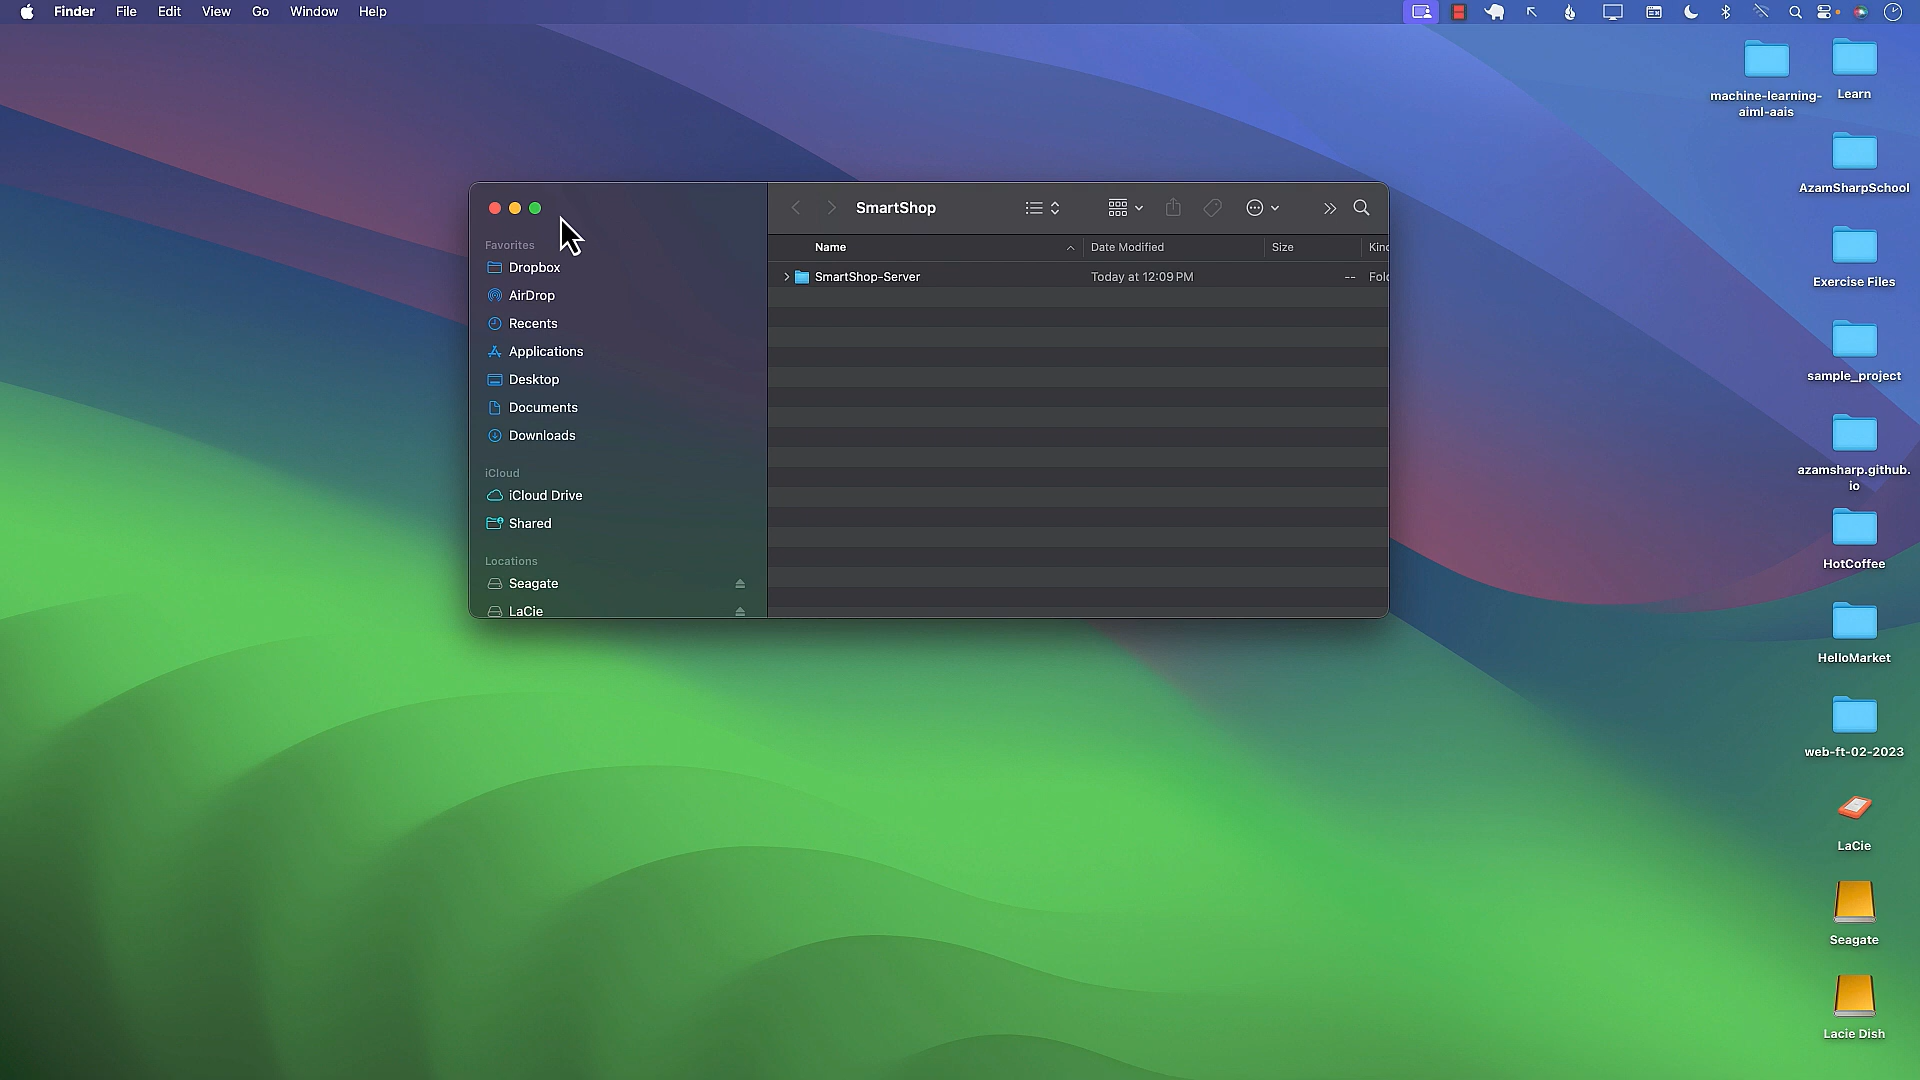 Finder File Edit View Go Window Help
machine-learning-
aiml-aais
Learn
AzamSharpSchool
Exercise Files
sample_project
azamsharp.github.
io
HotCoffee
HelloMarket
web-ft-02-2023
LaCie
Seagate
Lacie Dish
SmartShop
Favorites
Dropbox
AirDrop
Recents
Applications
Desktop
Documents
Downloads
iCloud
iCloud Drive
Shared
Locations
Seagate
LaCie
Name Date Modified Size Kind
SmartShop-Server Today at 12:09 PM -- Fold